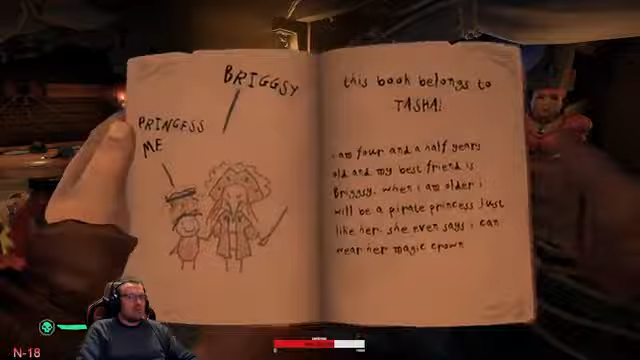 BRIGGSY
PRINCESS
ME
this book belongs to
TASHA!
i am four and a half years
old and my best friend is
Briggsy. when i am older i
will be a pirate princess just
like her. she even says i can
wear her magic crown
N-18